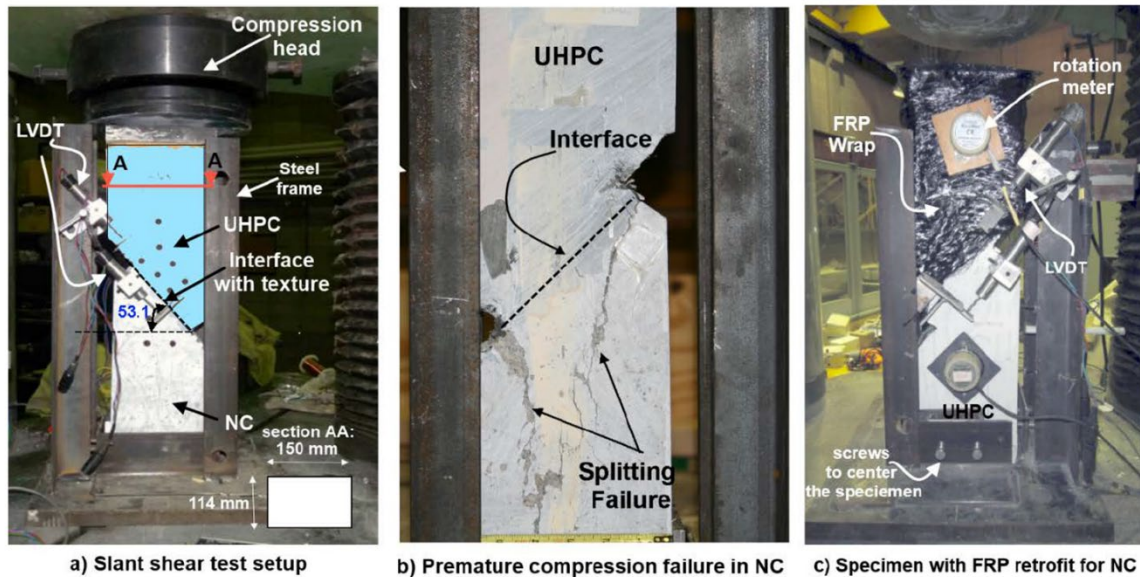 Compression
head
LVDT
A A
Steel
frame
UHPC
Interface
with texture
53.1
NC
section AA:
150 mm
114 mm
a) Slant shear test setup
UHPC
Interface
Splitting
Failure
b) Premature compression failure in NC
rotation
meter
FRP
Wrap
LVDT
UHPC
screws
to center
the speciemen
c) Specimen with FRP retrofit for NC